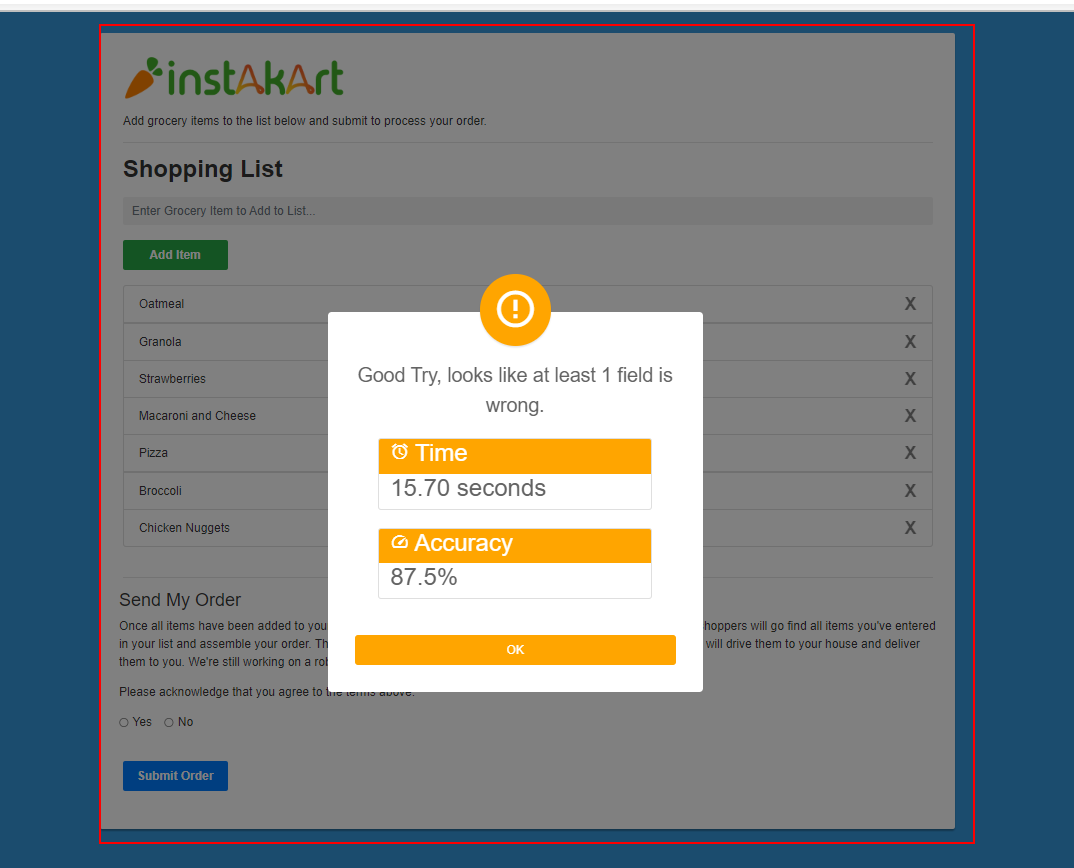 instAkArt
Add grocery items to the list below and submit to process your order.
Shopping List
Enter Grocery Item to Add to List...
Add Item
Oatmeal X
Granola X
Strawberries X
Macaroni and Cheese X
Pizza X
Broccoli X
Chicken Nuggets X
Good Try, looks like at least 1 field is
wrong.
Time
15.70 seconds
Accuracy
87.5%
OK
Send My Order
Once all items have been added to you hoppers will go find all items you've entered
in your list and assemble your order. Th will drive them to your house and deliver
them to you. We're still working on a rob
Please acknowledge that you agree to the terms above.
Yes No
Submit Order